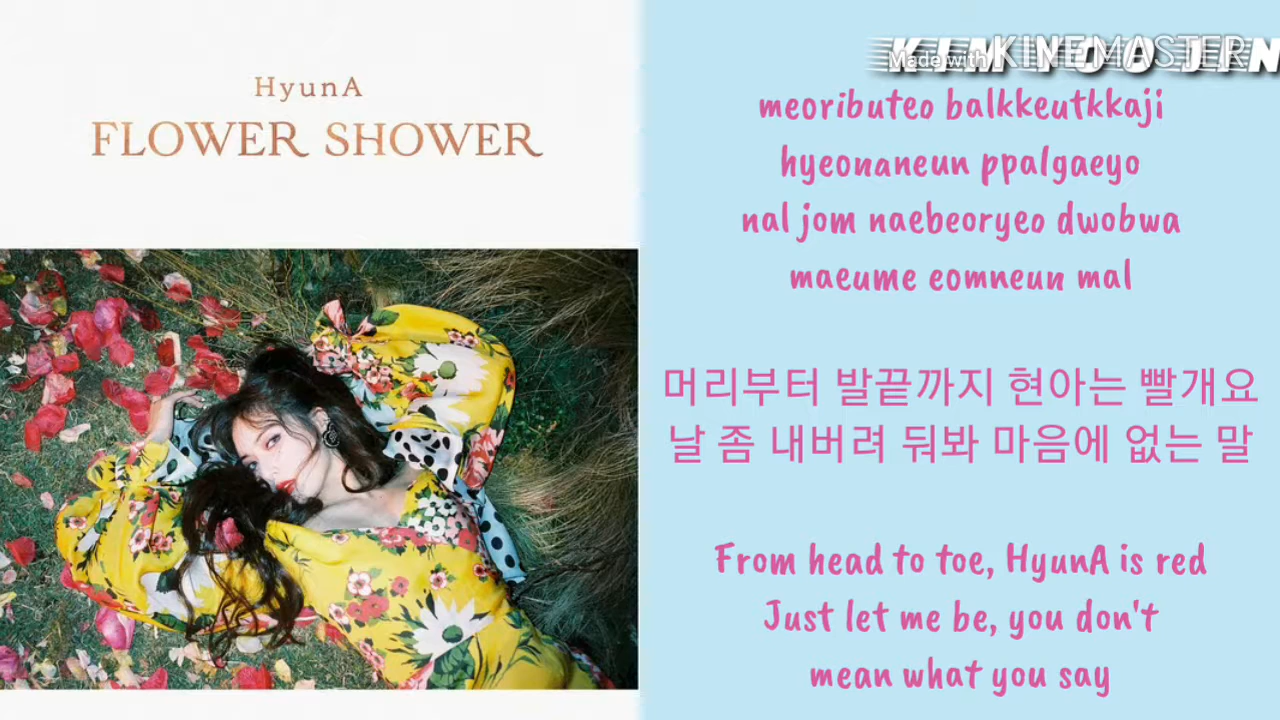 HyunA
FLOWER SHOWER
Made with KINEMASTER
meoributeo balkkeutkkaji
hyeonaneun ppalgaeyo
nal jom naebeoryeo dwobwa
maeume eomneun mal
머리부터 발끝까지 현아는 빨개요
날 좀 내버려 둬봐 마음에 없는 말
From head to toe, HyunA is red
Just let me be, you don't
mean what you say